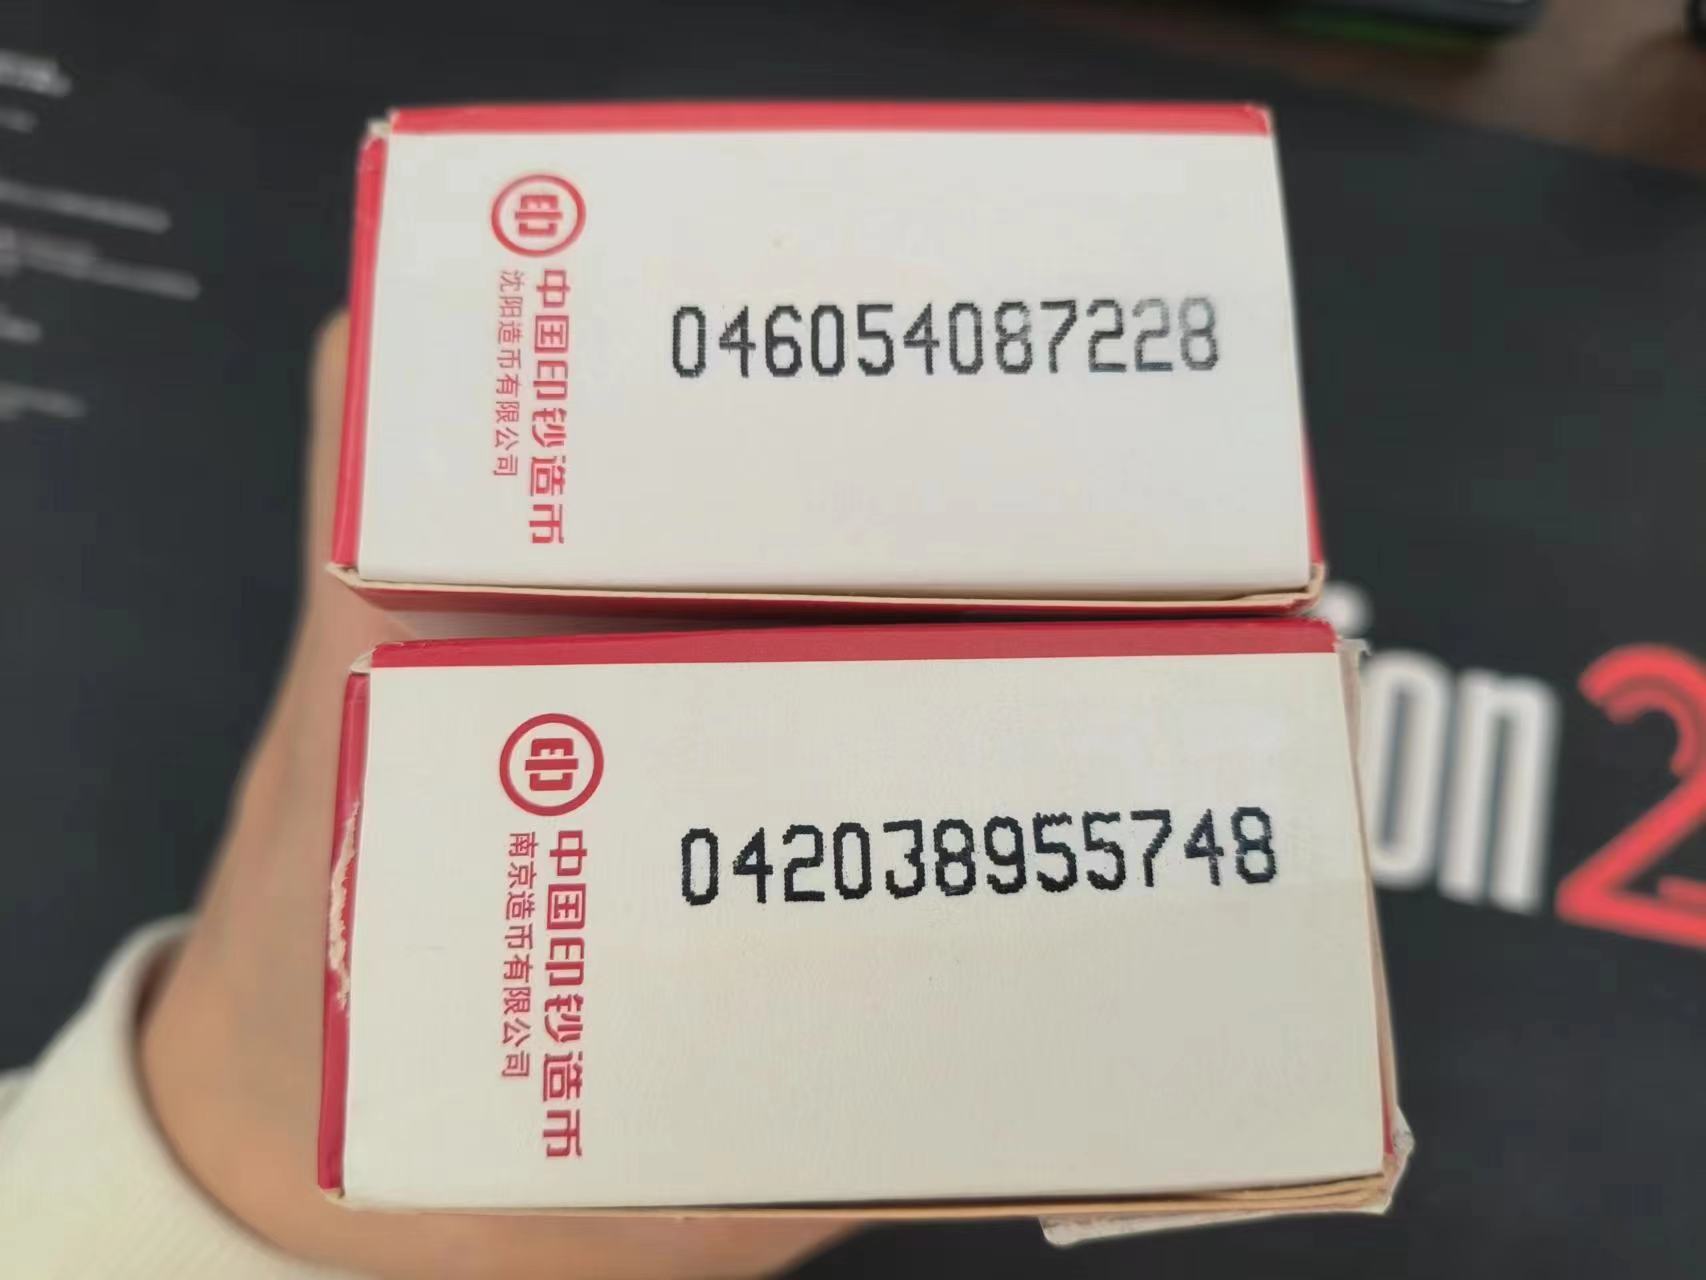 印
中国印钞造币
沈阳造币有限公司
046054087228
印
中国印钞造币
南京造币有限公司
042038955748
ion2